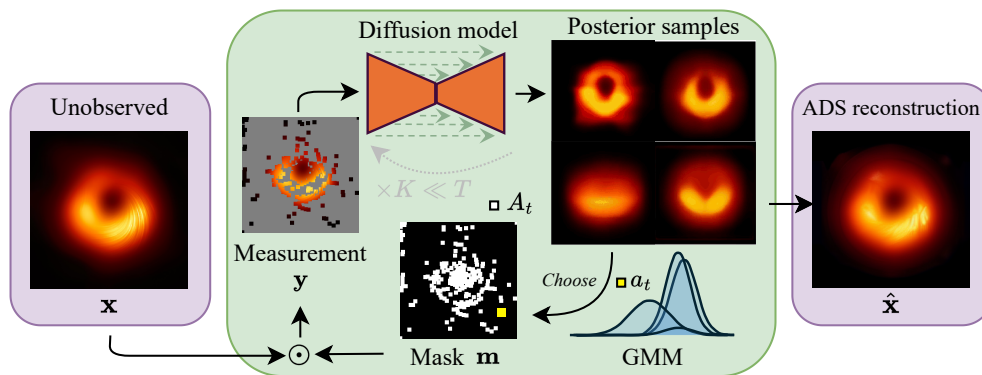 Unobserved
x
Diffusion model
×K ≪ T
Measurement
y
A_t
Mask m
Posterior samples
Choose
a_t
GMM
ADS reconstruction
x̂
⊙